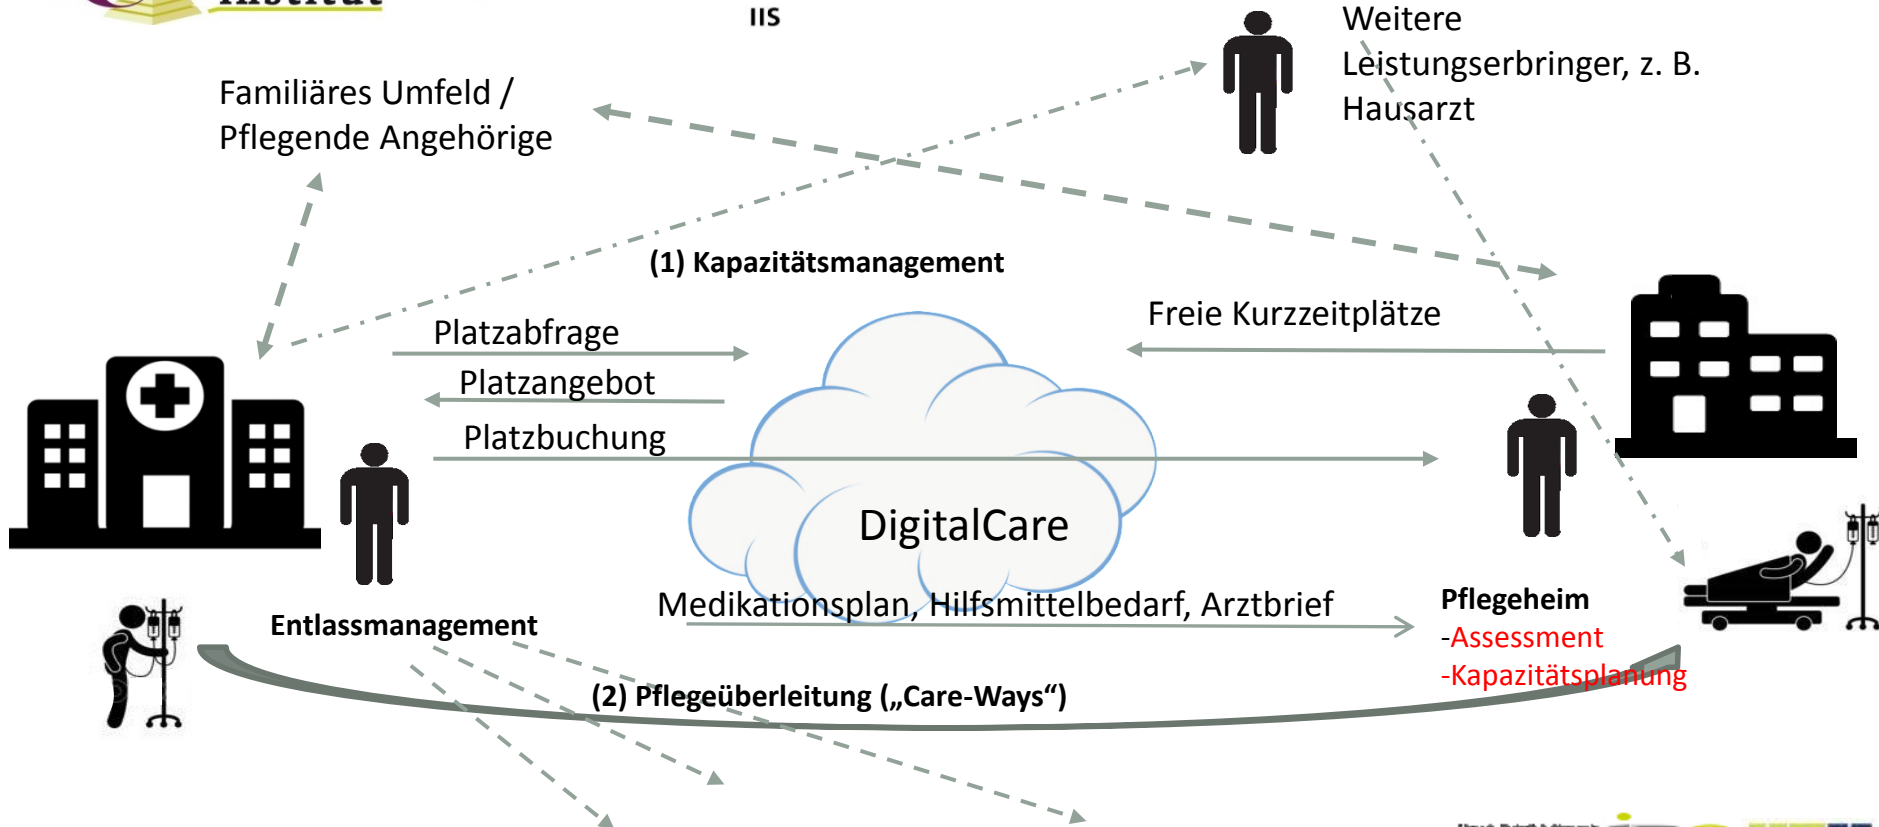 Institut
IIS
Weitere
Leistungserbringer, z. B.
Hausarzt
Familiäres Umfeld /
Pflegende Angehörige
(1) Kapazitätsmanagement
Platzabfrage
Freie Kurzzeitplätze
Platzangebot
Platzbuchung
DigitalCare
Medikationsplan, Hilfsmittelbedarf, Arztbrief
Entlassmanagement
Pflegeheim
-Assessment
-Kapazitätsplanung
(2) Pflegeüberleitung („Care-Ways“)